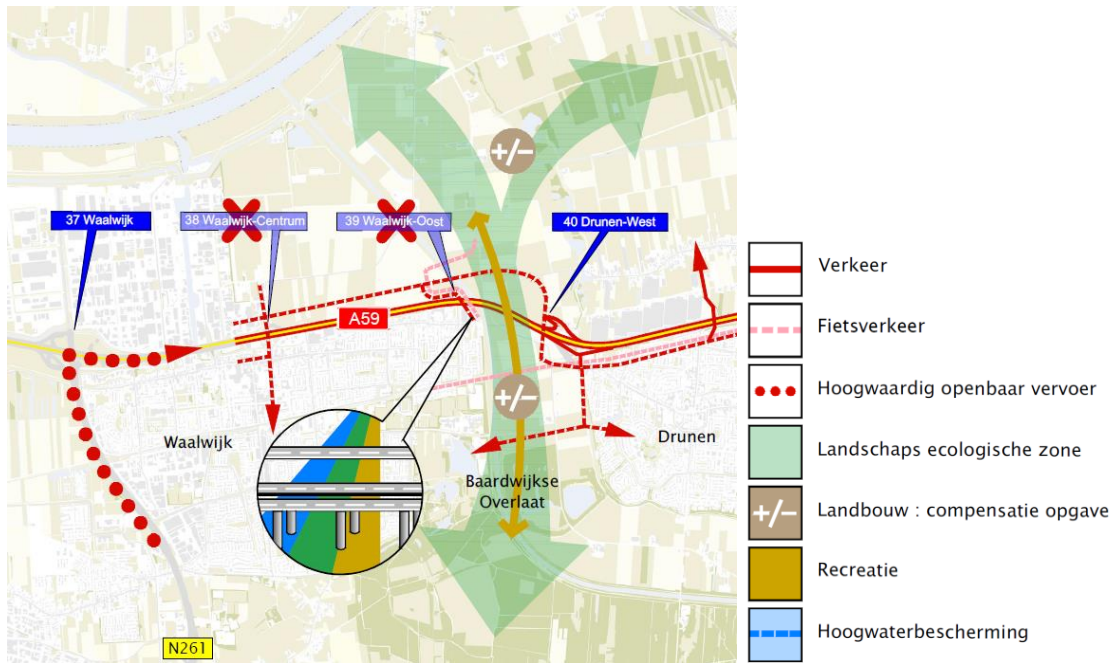 37 Waalwijk
38 Waalwijk-Centrum
39 Waalwijk-Oost
40 Drunen-West
+/-
A59
+/-
Waalwijk
Drunen
Baardwijkse
Overlaat
N261
Verkeer
Fietsverkeer
Hoogwaardig openbaar vervoer
Landschaps ecologische zone
+/- Landbouw : compensatie opgave
Recreatie
Hoogwaterbescherming